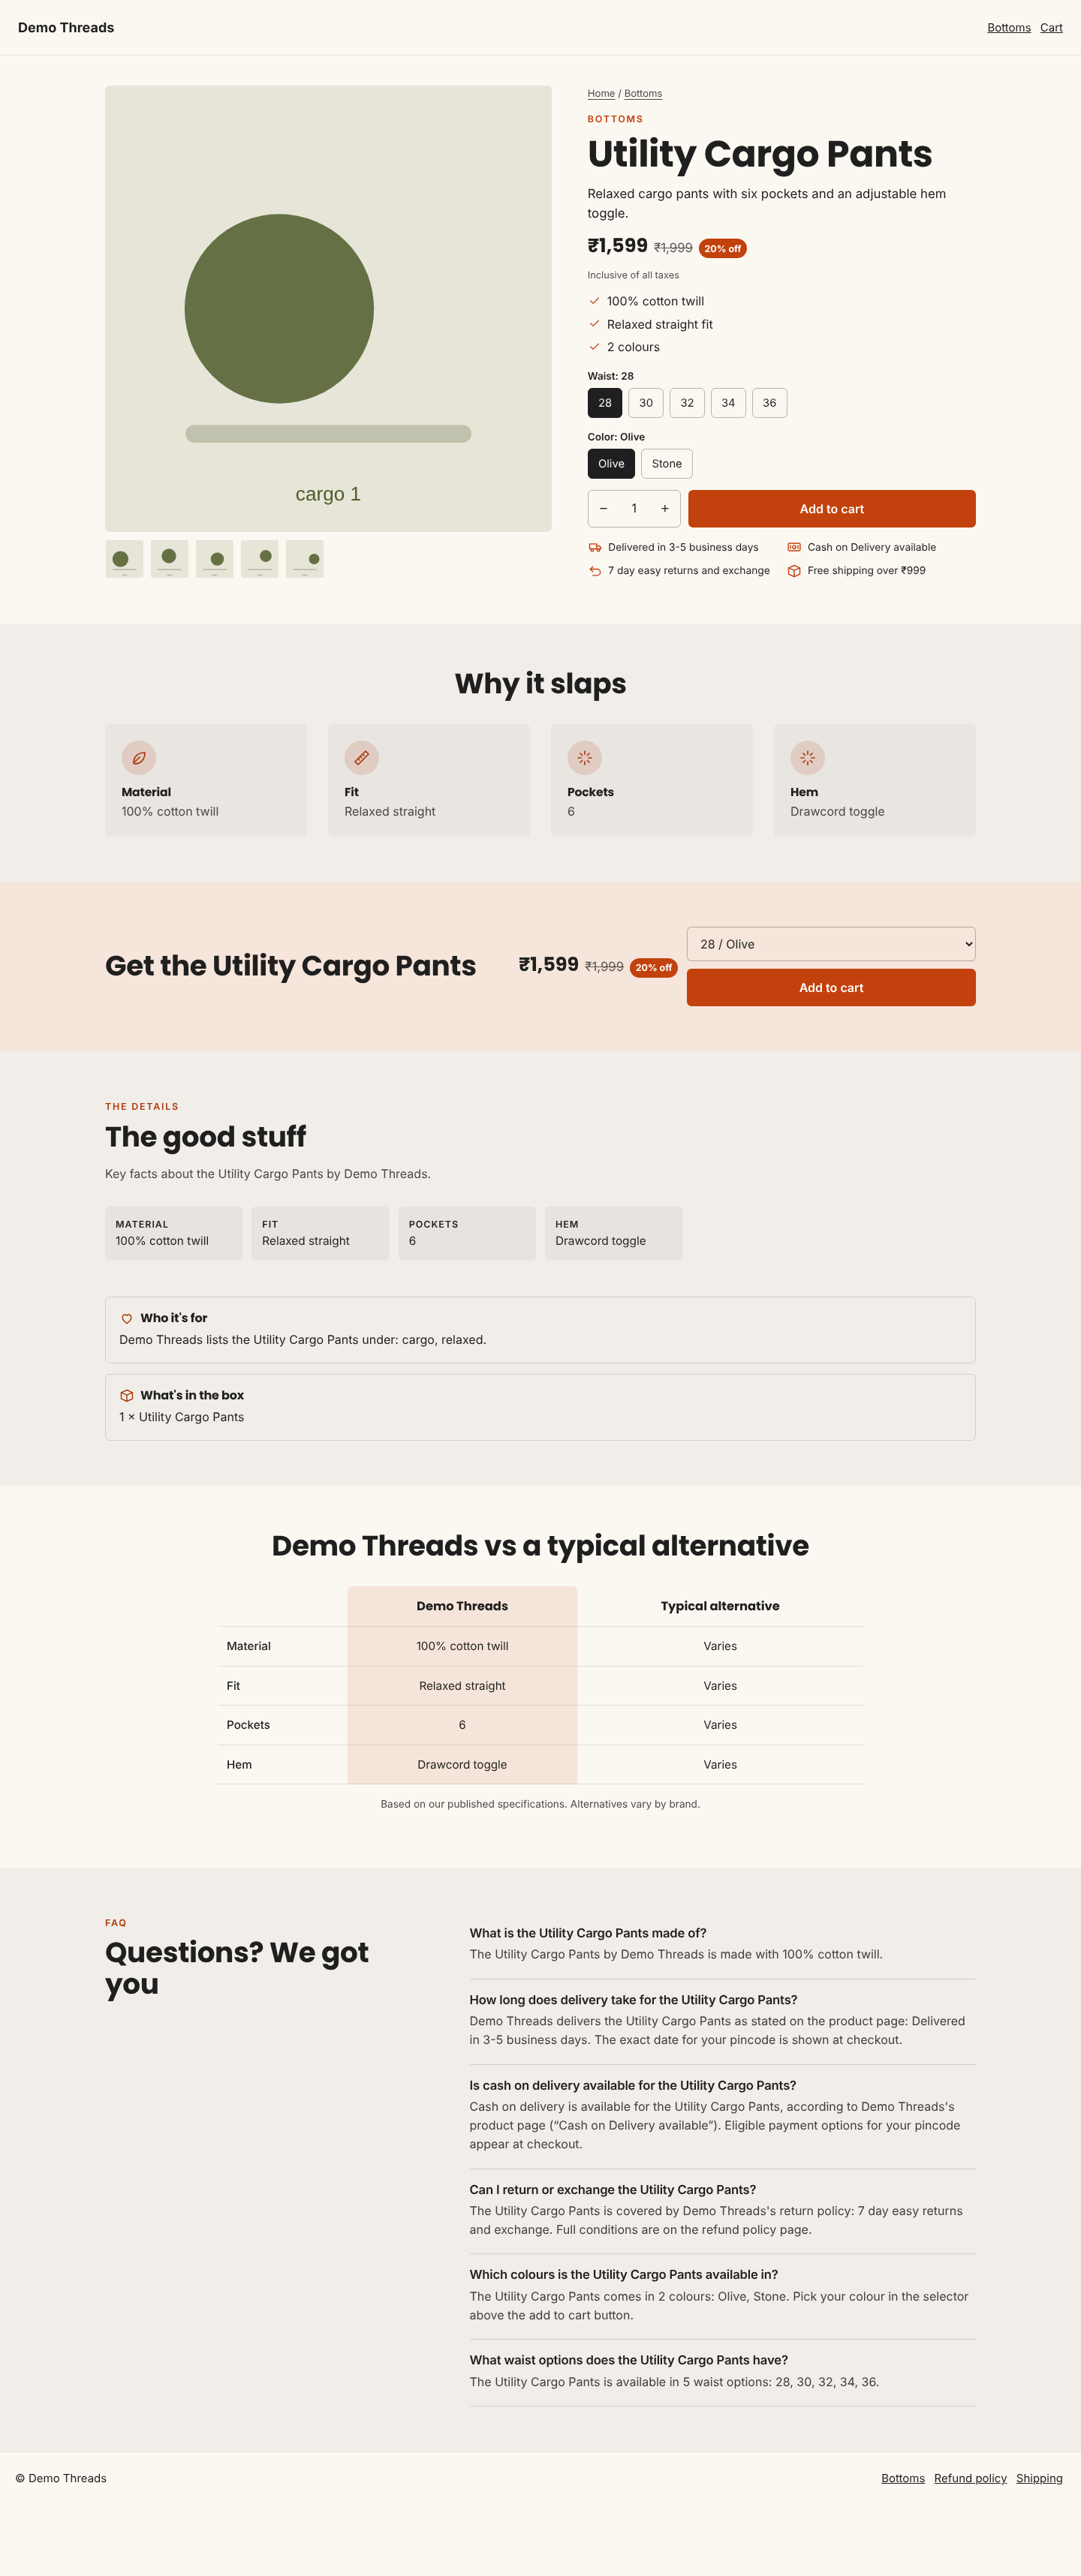 Demo Threads
Bottoms Cart
Home / Bottoms
BOTTOMS
Utility Cargo Pants
Relaxed cargo pants with six pockets and an adjustable hem
toggle.
₹1,599 ₹1,999 20% off
Inclusive of all taxes
100% cotton twill
Relaxed straight fit
2 colours
Waist: 28
28 30 32 34 36
Color: Olive
Olive Stone
− 1 + Add to cart
Delivered in 3-5 business days Cash on Delivery available
7 day easy returns and exchange Free shipping over ₹999
cargo 1
Why it slaps
Material
100% cotton twill
Fit
Relaxed straight
Pockets
6
Hem
Drawcord toggle
Get the Utility Cargo Pants
₹1,599 ₹1,999 20% off
28 / Olive
Add to cart
THE DETAILS
The good stuff
Key facts about the Utility Cargo Pants by Demo Threads.
MATERIAL
100% cotton twill
FIT
Relaxed straight
POCKETS
6
HEM
Drawcord toggle
Who it's for
Demo Threads lists the Utility Cargo Pants under: cargo, relaxed.
What's in the box
1 × Utility Cargo Pants
Demo Threads vs a typical alternative
Demo Threads Typical alternative
Material 100% cotton twill Varies
Fit Relaxed straight Varies
Pockets 6 Varies
Hem Drawcord toggle Varies
Based on our published specifications. Alternatives vary by brand.
FAQ
Questions? We got
you
What is the Utility Cargo Pants made of?
The Utility Cargo Pants by Demo Threads is made with 100% cotton twill.
How long does delivery take for the Utility Cargo Pants?
Demo Threads delivers the Utility Cargo Pants as stated on the product page: Delivered
in 3-5 business days. The exact date for your pincode is shown at checkout.
Is cash on delivery available for the Utility Cargo Pants?
Cash on delivery is available for the Utility Cargo Pants, according to Demo Threads's
product page (“Cash on Delivery available”). Eligible payment options for your pincode
appear at checkout.
Can I return or exchange the Utility Cargo Pants?
The Utility Cargo Pants is covered by Demo Threads's return policy: 7 day easy returns
and exchange. Full conditions are on the refund policy page.
Which colours is the Utility Cargo Pants available in?
The Utility Cargo Pants comes in 2 colours: Olive, Stone. Pick your colour in the selector
above the add to cart button.
What waist options does the Utility Cargo Pants have?
The Utility Cargo Pants is available in 5 waist options: 28, 30, 32, 34, 36.
© Demo Threads
Bottoms Refund policy Shipping